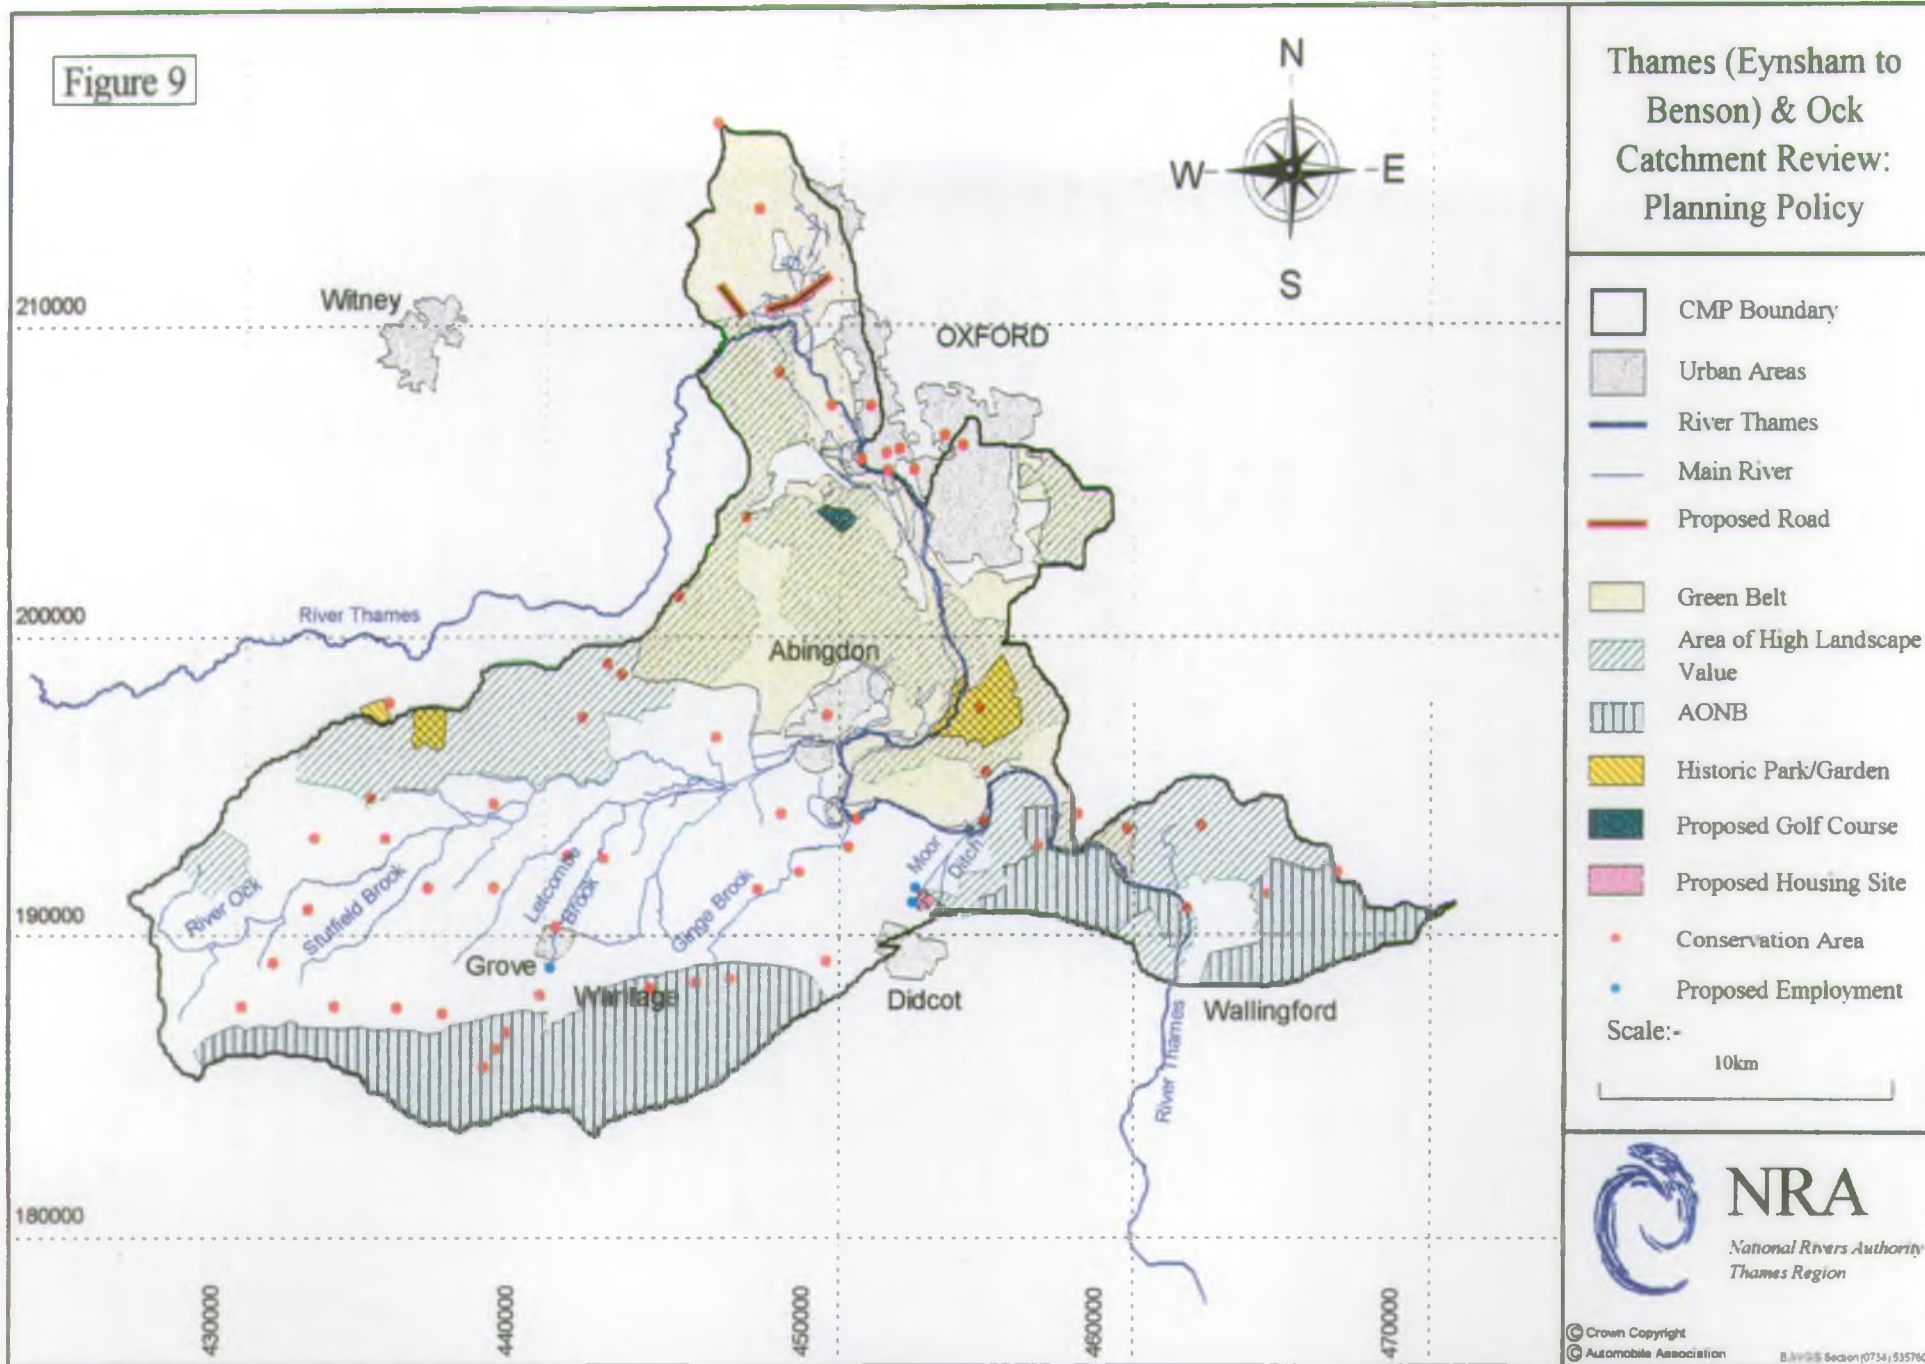 Figure 9
Thames (Eynsham to
Benson) & Ock
Catchment Review:
Planning Policy
N
W
E
S
CMP Boundary
Urban Areas
River Thames
Main River
Proposed Road
Green Belt
Area of High Landscape
Value
AONB
Historic Park/Garden
Proposed Golf Course
Proposed Housing Site
Conservation Area
Proposed Employment
Scale:-
10km
NRA
National Rivers Authority
Thames Region
© Crown Copyright
© Automobile Association
210000
200000
190000
180000
430000
440000
450000
460000
470000
Witney
OXFORD
River Thames
Abingdon
River Ock
Stutfield Brook
Letcombe
Brook
Ginge Brook
Moor
Ditch
Grove
Didcot
Wallingford
River Thames